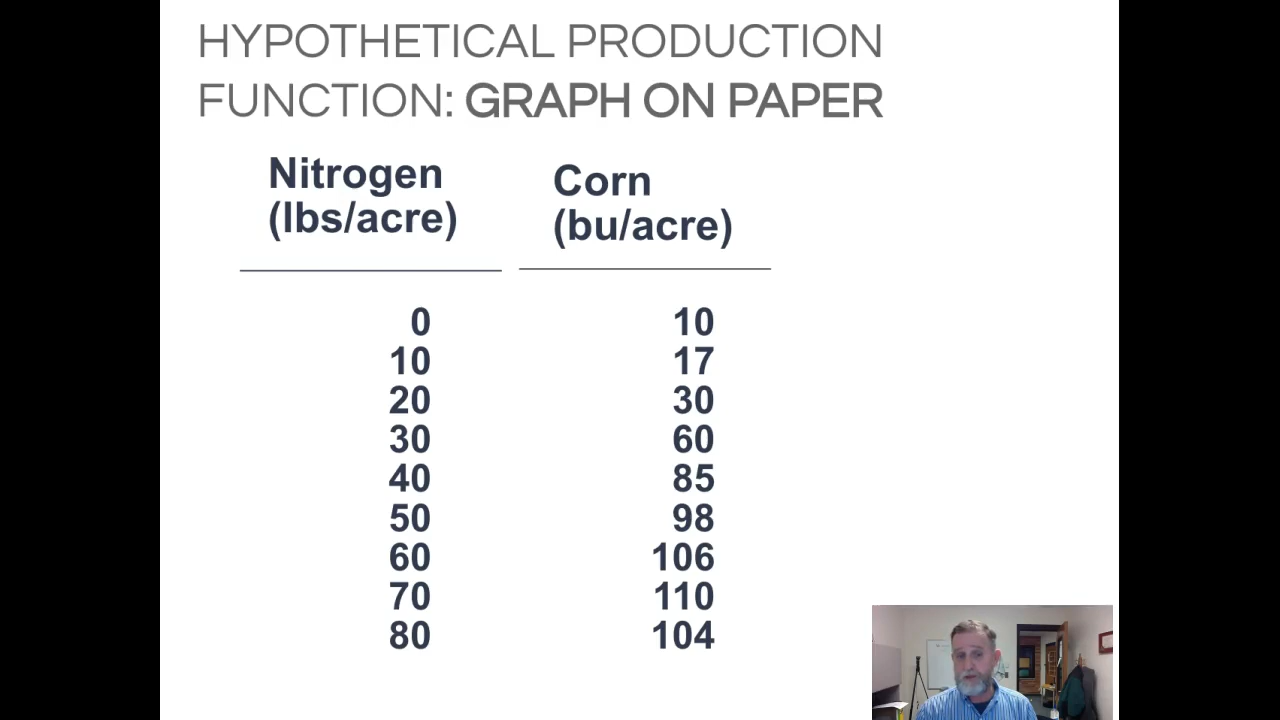 HYPOTHETICAL PRODUCTION
FUNCTION: GRAPH ON PAPER
Nitrogen
(lbs/acre)
Corn
(bu/acre)
0 10
10 17
20 30
30 60
40 85
50 98
60 106
70 110
80 104